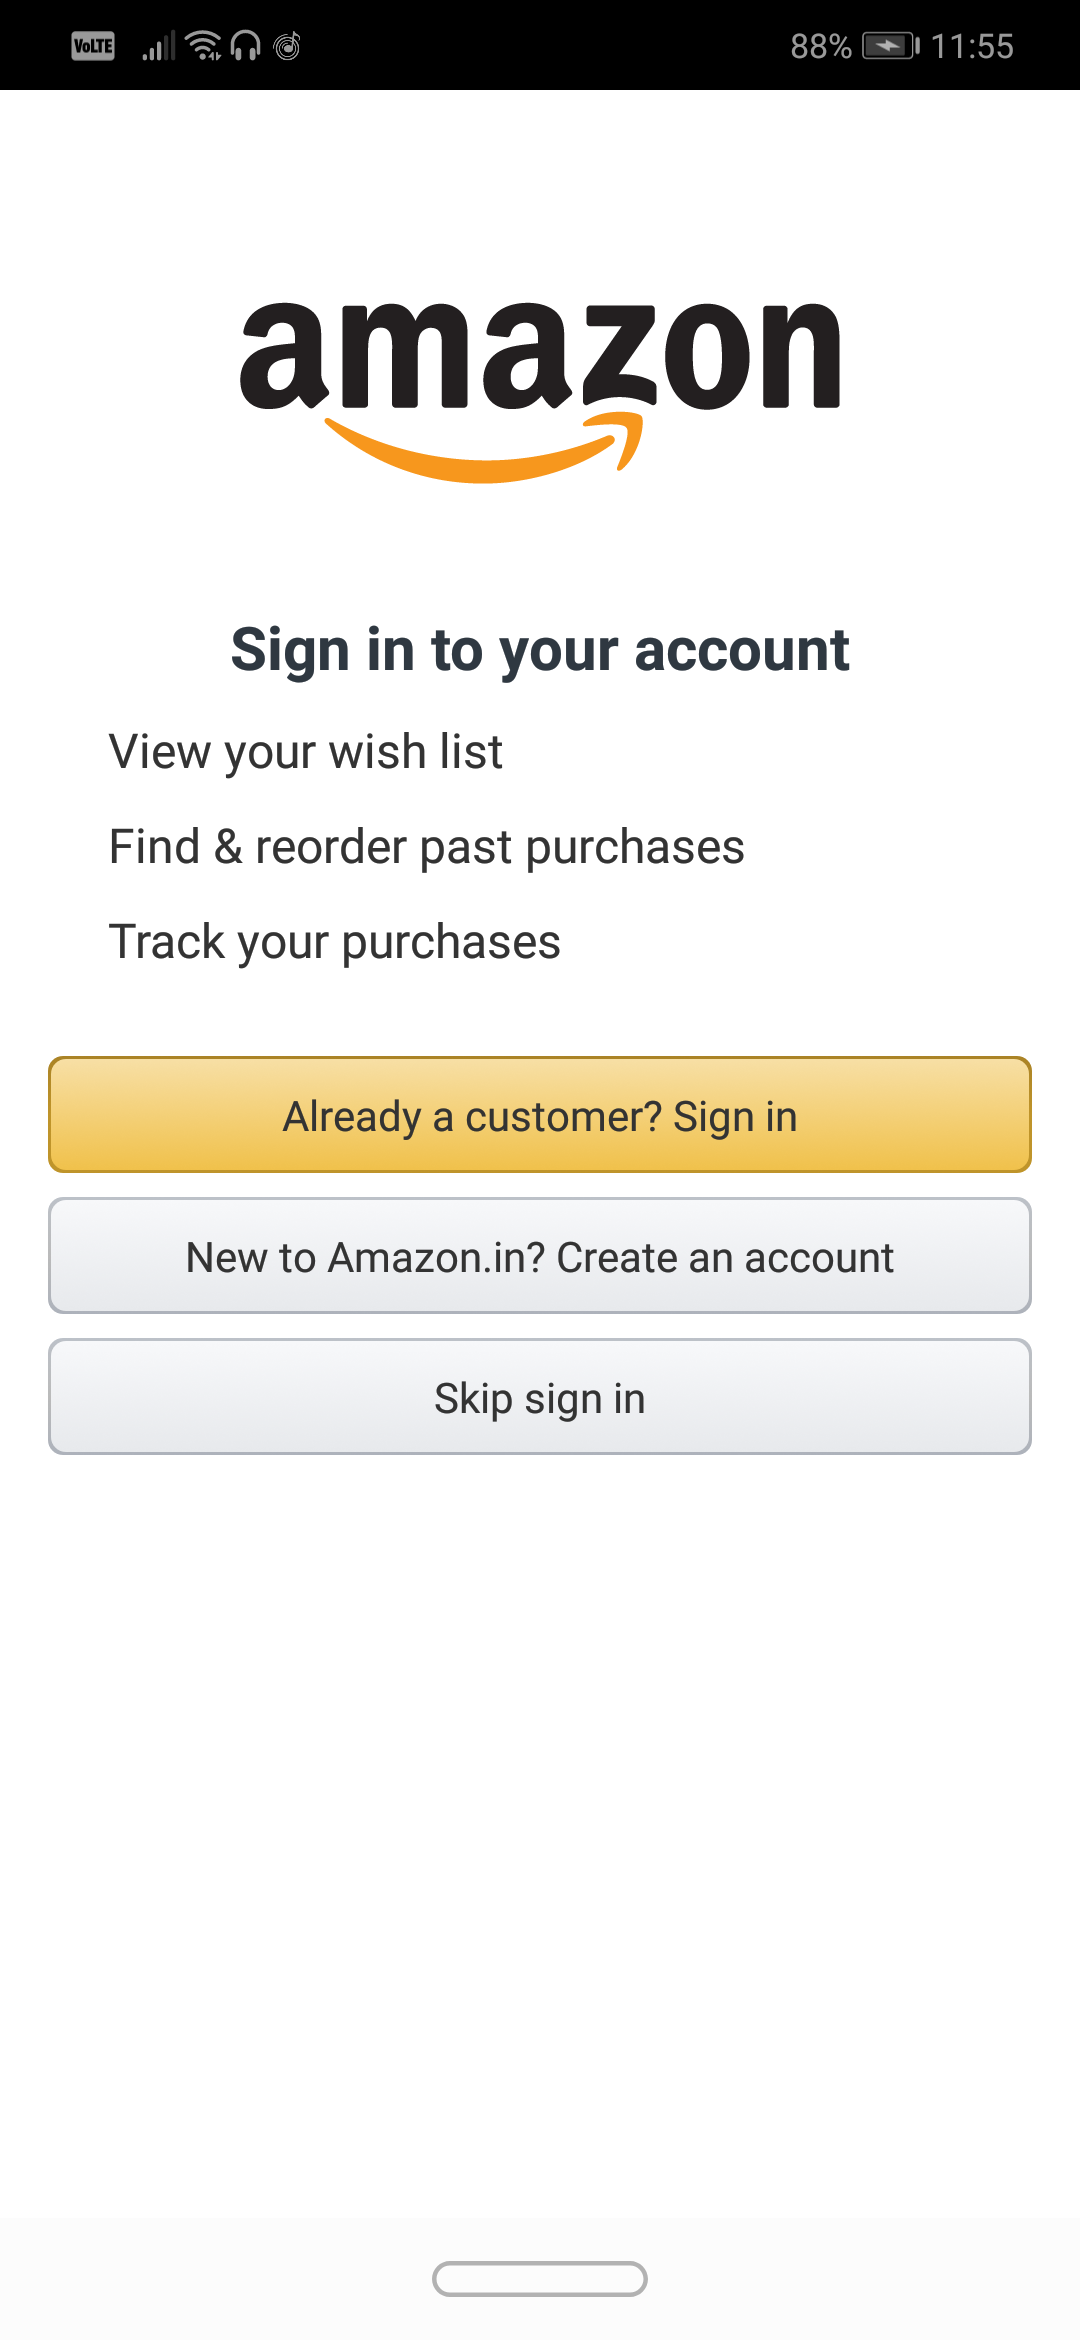 VoLTE 88% 11:55
amazon
Sign in to your account
View your wish list
Find & reorder past purchases
Track your purchases
Already a customer? Sign in
New to Amazon.in? Create an account
Skip sign in